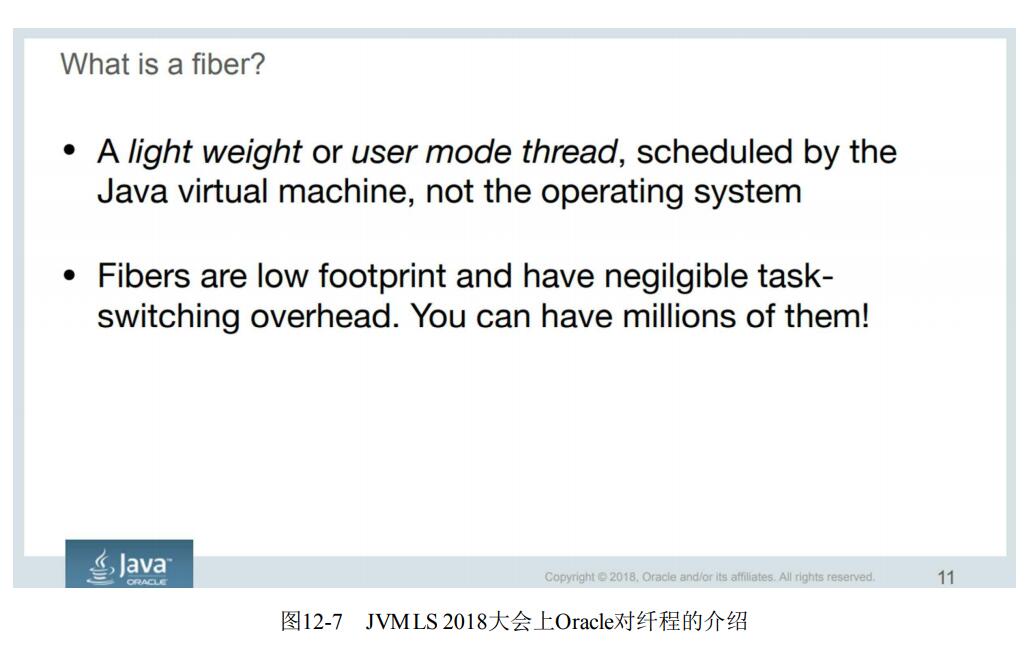 What is a fiber?
• A light weight or user mode thread, scheduled by the
Java virtual machine, not the operating system
• Fibers are low footprint and have negilgible task-
switching overhead. You can have millions of them!
Java™
ORACLE
Copyright © 2018, Oracle and/or its affiliates. All rights reserved.
11
图12-7 JVMLS 2018大会上Oracle对纤程的介绍